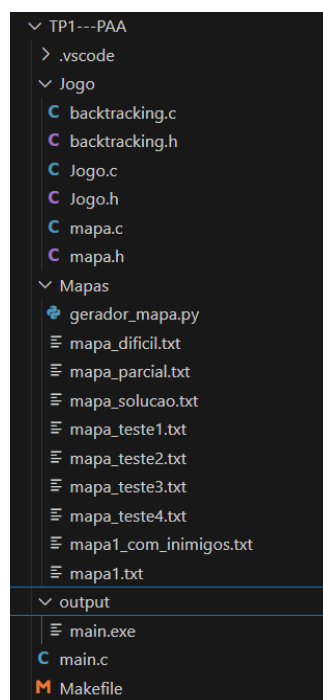 TP1---PAA
.vscode
Jogo
C backtracking.c
C backtracking.h
C Jogo.c
C Jogo.h
C mapa.c
C mapa.h
Mapas
gerador_mapa.py
mapa_dificil.txt
mapa_parcial.txt
mapa_solucao.txt
mapa_teste1.txt
mapa_teste2.txt
mapa_teste3.txt
mapa_teste4.txt
mapa1_com_inimigos.txt
mapa1.txt
output
main.exe
C main.c
M Makefile